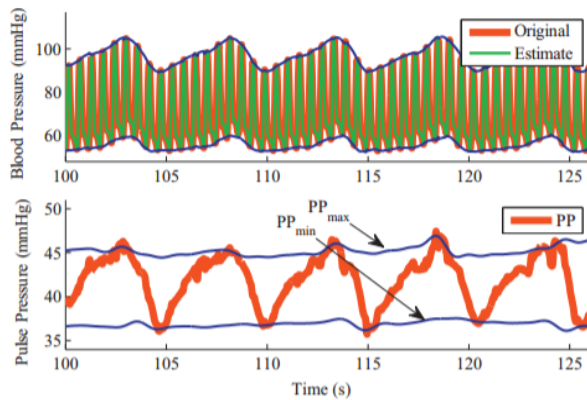 Blood Pressure (mmHg)
100
80
60
Original
Estimate
100 105 110 115 120 125
Pulse Pressure (mmHg)
50
45
40
35
PP
PPmax
PPmin
100 105 110 115 120 125
Time (s)